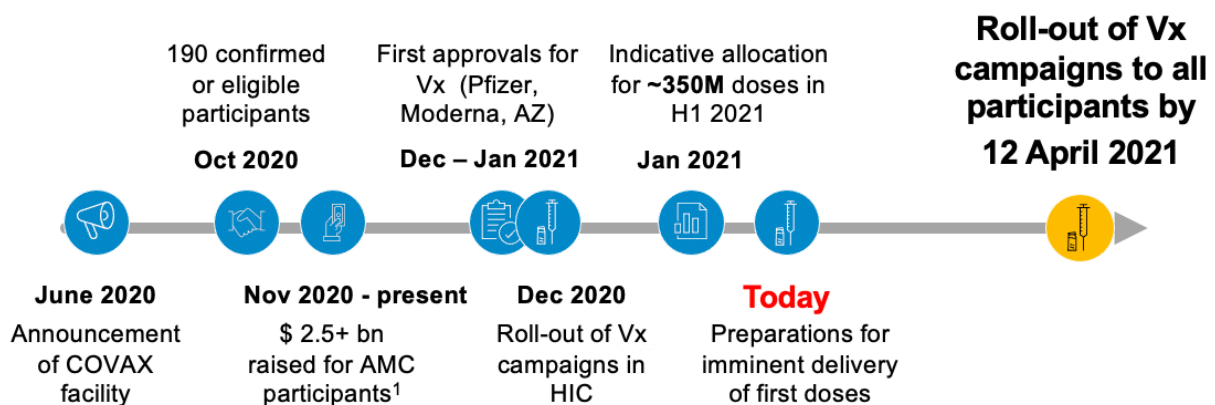 190 confirmed
or eligible
participants
Oct 2020
First approvals for
Vx (Pfizer,
Moderna, AZ)
Dec – Jan 2021
Indicative allocation
for ~350M doses in
H1 2021
Jan 2021
Roll-out of Vx
campaigns to all
participants by
12 April 2021
June 2020
Announcement
of COVAX
facility
Nov 2020 - present
$ 2.5+ bn
raised for AMC
participants¹
Dec 2020
Roll-out of Vx
campaigns in
HIC
Today
Preparations for
imminent delivery
of first doses